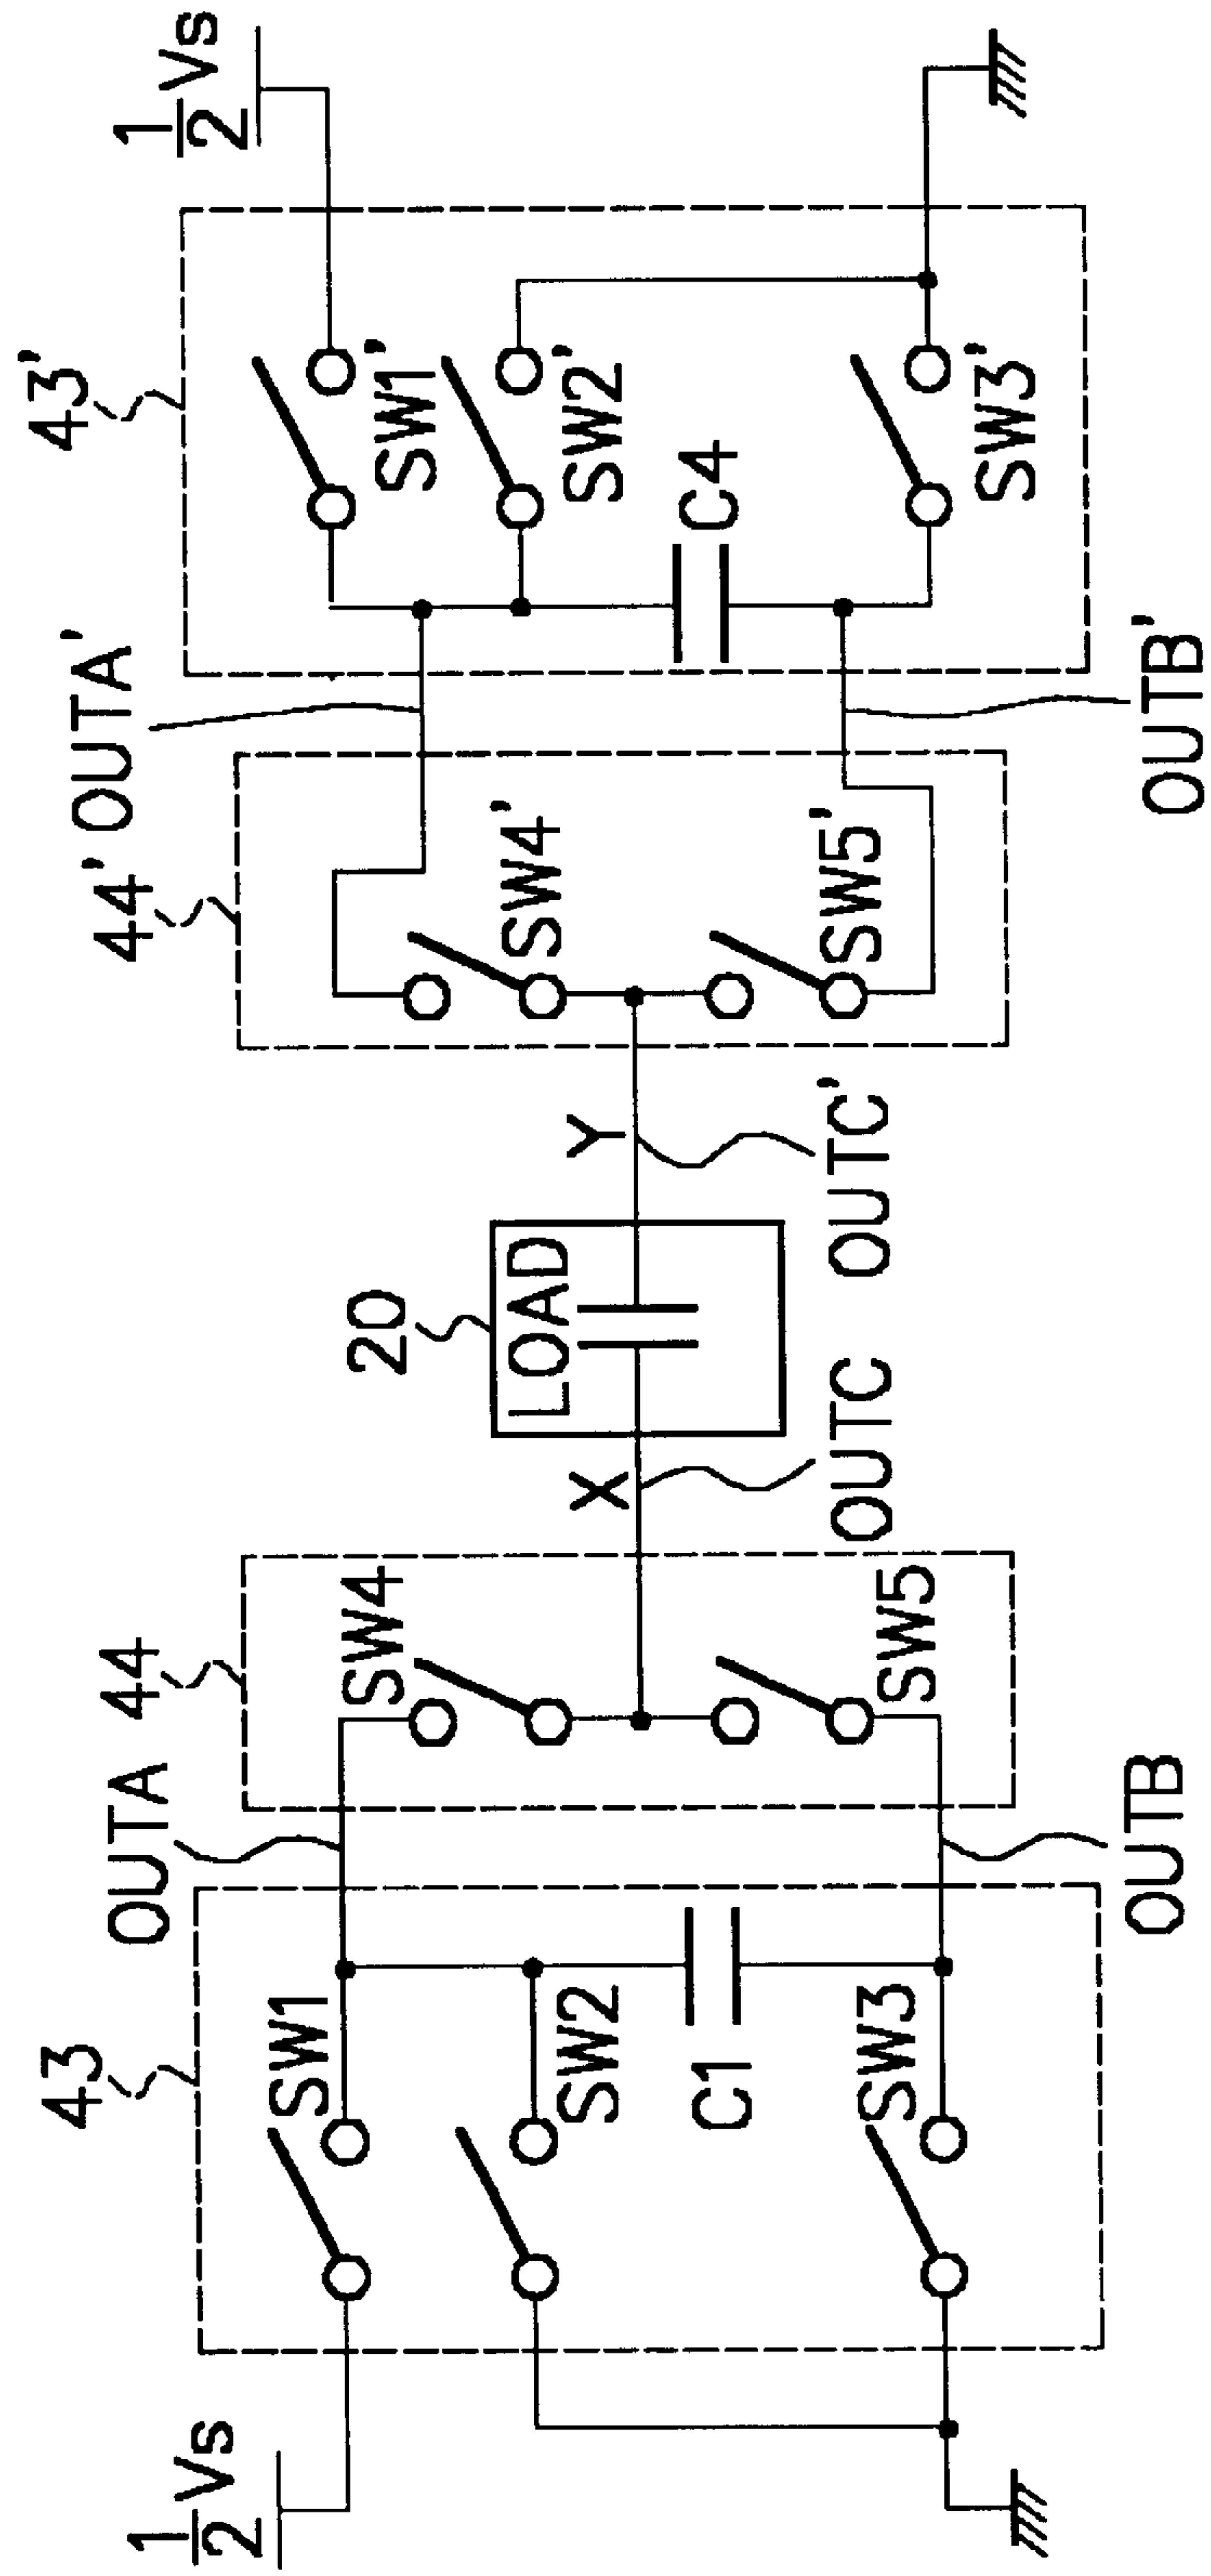 43
OUTA
44
20
44'
OUTA'
43'
1/2 Vs
SW1
SW4
LOAD
SW4'
SW1'
1/2 Vs
SW2
X
Y
SW2'
C1
C4
SW3
SW5
OUTC
OUTC'
SW5'
SW3'
OUTB
OUTB'